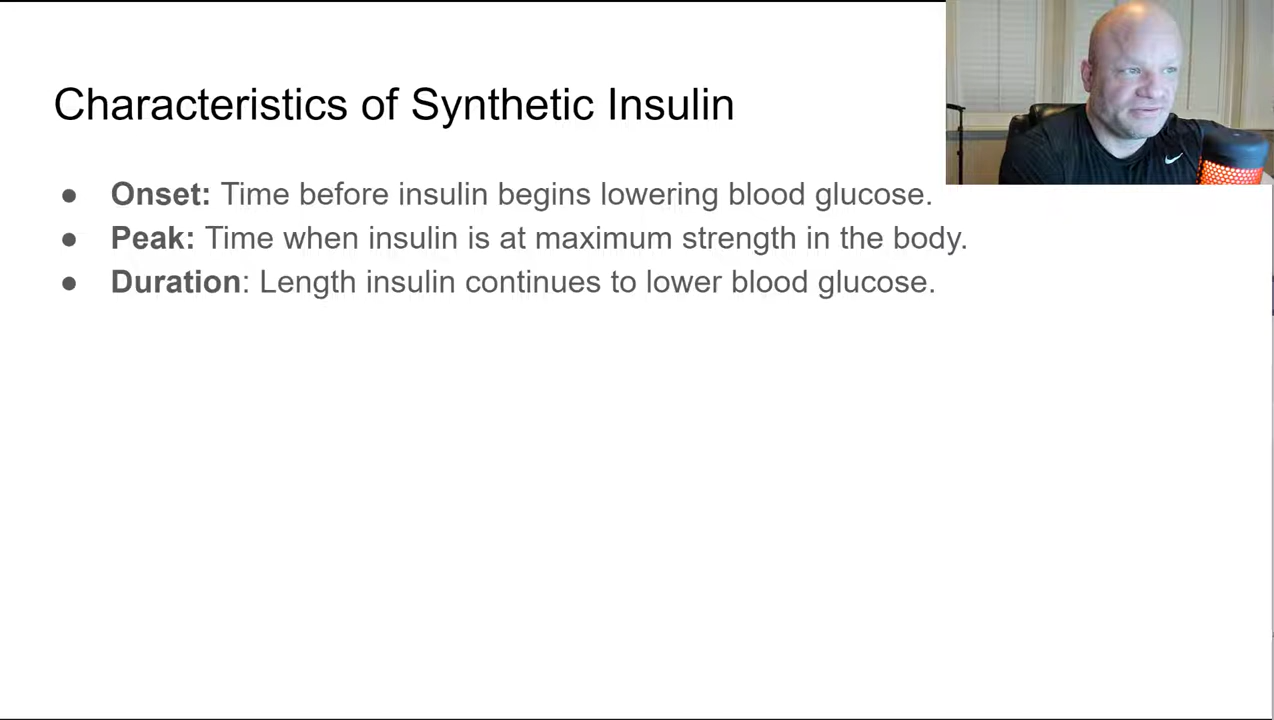 Characteristics of Synthetic Insulin
● Onset: Time before insulin begins lowering blood glucose.
● Peak: Time when insulin is at maximum strength in the body.
● Duration: Length insulin continues to lower blood glucose.